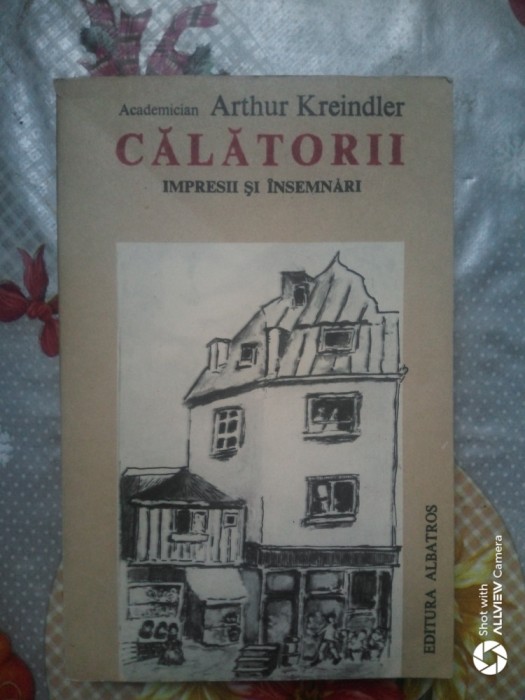 Academician Arthur Kreindler
CĂLĂTORII
IMPRESII ŞI ÎNSEMNĂRI
EDITURA ALBATROS
Shot with
ALLVIEW Camera